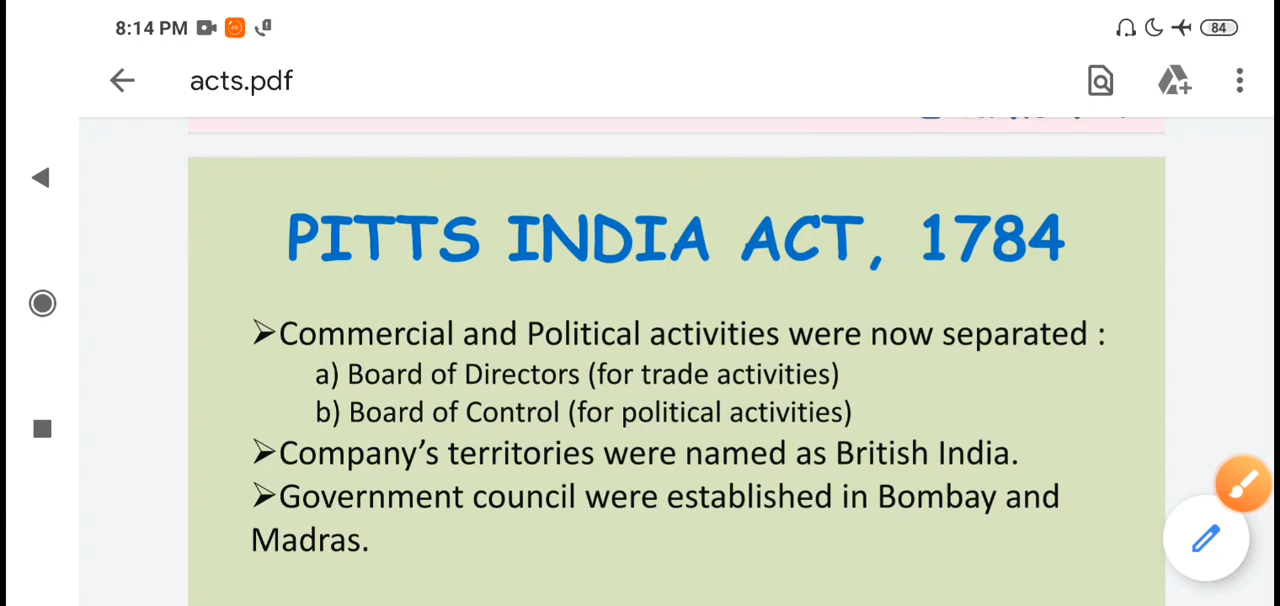 8:14 PM 84
acts.pdf
PITTS INDIA ACT, 1784
➢Commercial and Political activities were now separated :
a) Board of Directors (for trade activities)
b) Board of Control (for political activities)
➢Company’s territories were named as British India.
➢Government council were established in Bombay and
Madras.